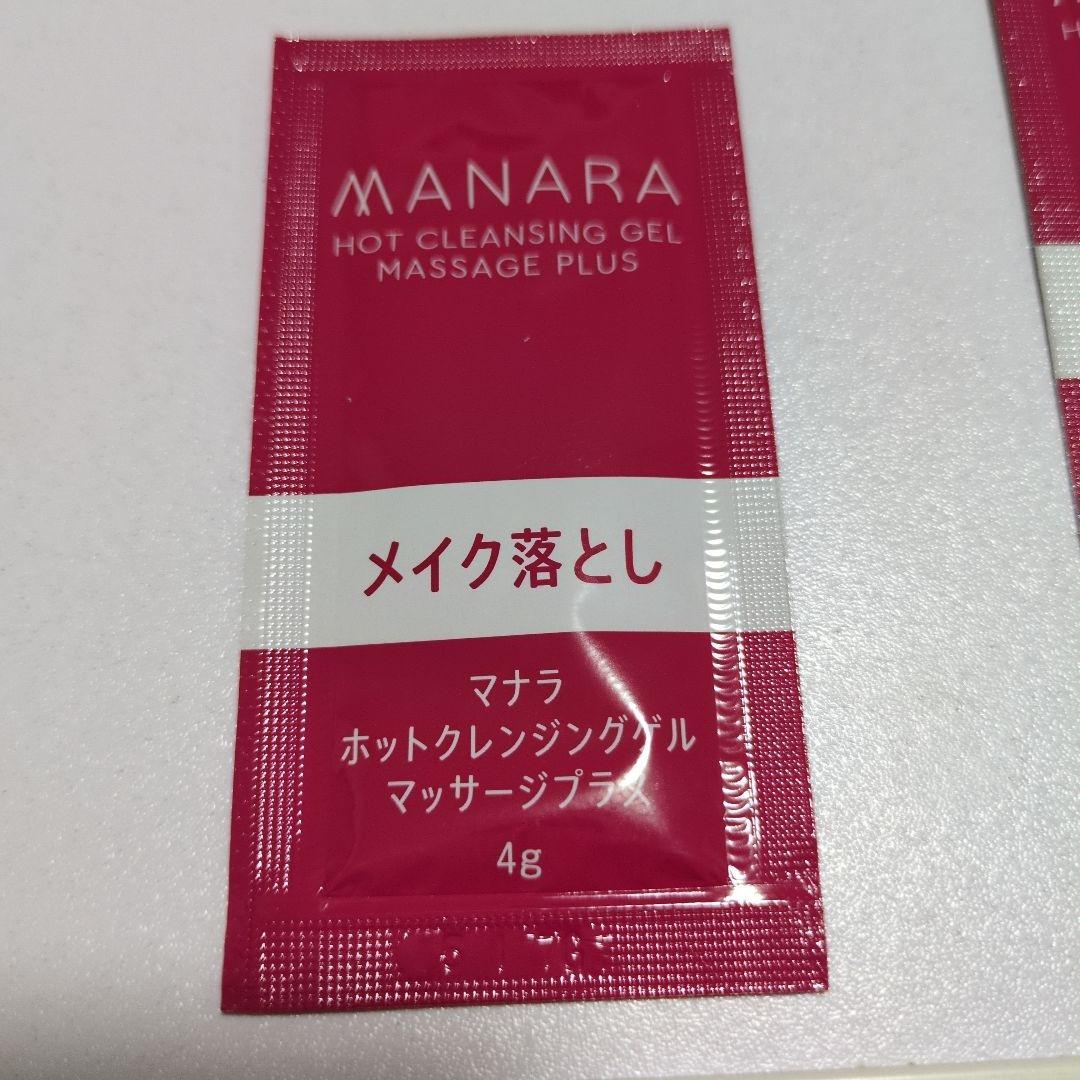 MANARA
HOT CLEANSING GEL
MASSAGE PLUS
メイク落とし
マナラ
ホットクレンジングゲル
マッサージプラス
4g